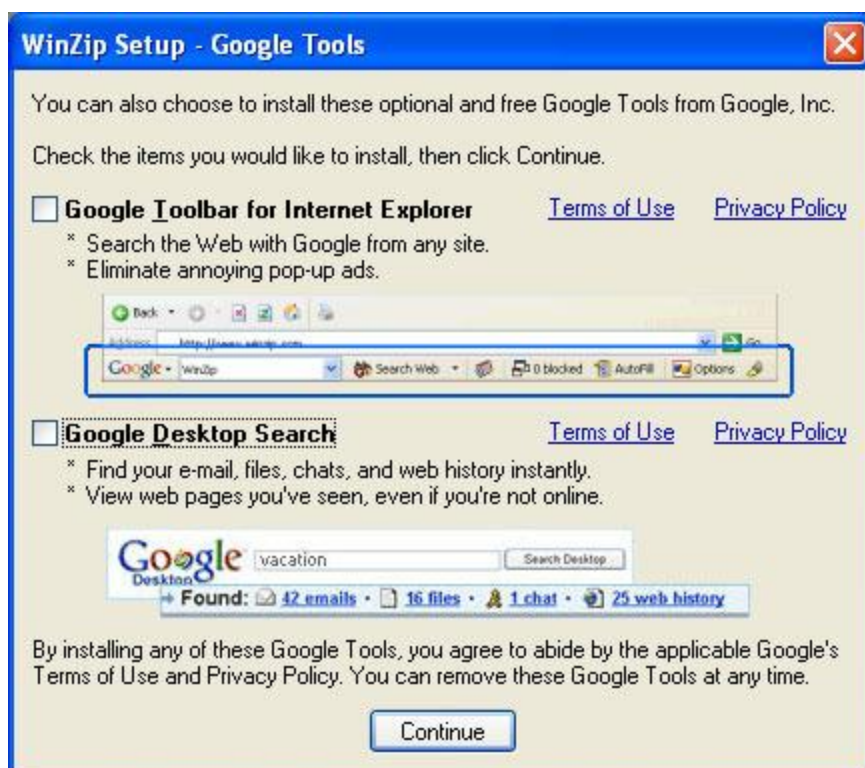 WinZip Setup - Google Tools
You can also choose to install these optional and free Google Tools from Google, Inc.
Check the items you would like to install, then click Continue.
Google Toolbar for Internet Explorer Terms of Use Privacy Policy
* Search the Web with Google from any site.
* Eliminate annoying pop-up ads.
Back
Address http://www.winzip.com Go
Google WinZip Search Web 0 blocked AutoFill Options
Google Desktop Search Terms of Use Privacy Policy
* Find your e-mail, files, chats, and web history instantly.
* View web pages you've seen, even if you're not online.
Google vacation Search Desktop
Desktop
Found: 42 emails • 16 files • 1 chat • 25 web history
By installing any of these Google Tools, you agree to abide by the applicable Google's
Terms of Use and Privacy Policy. You can remove these Google Tools at any time.
Continue